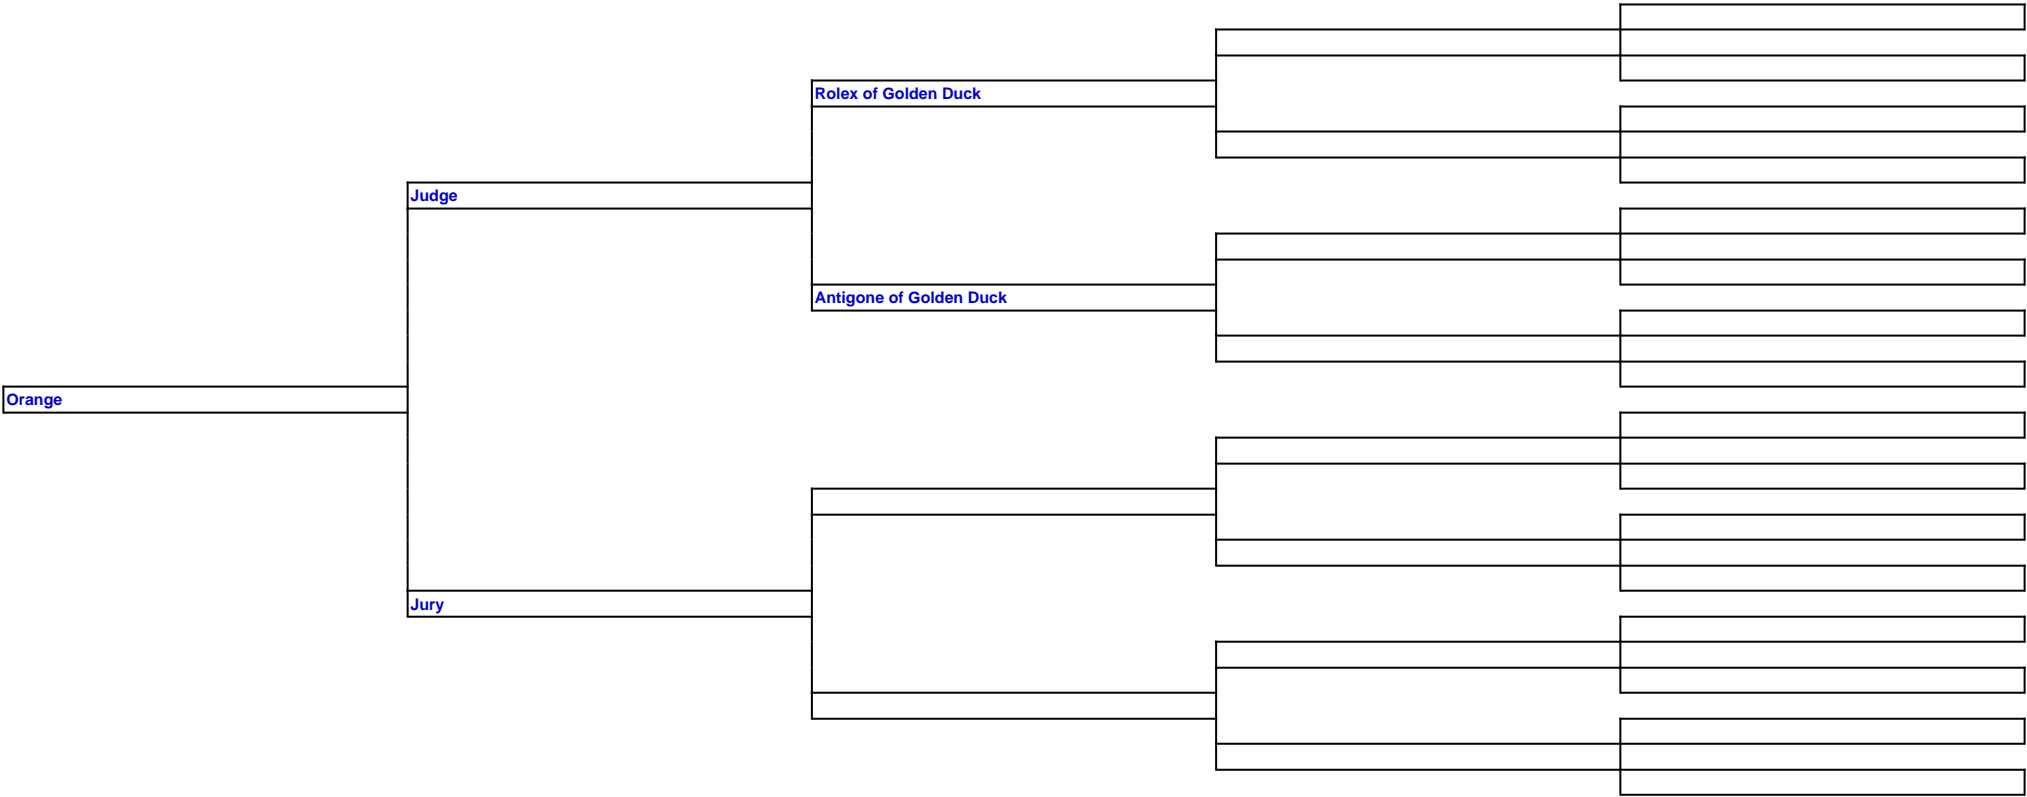 Rolex of Golden Duck
Judge
Antigone of Golden Duck
Orange
Jury